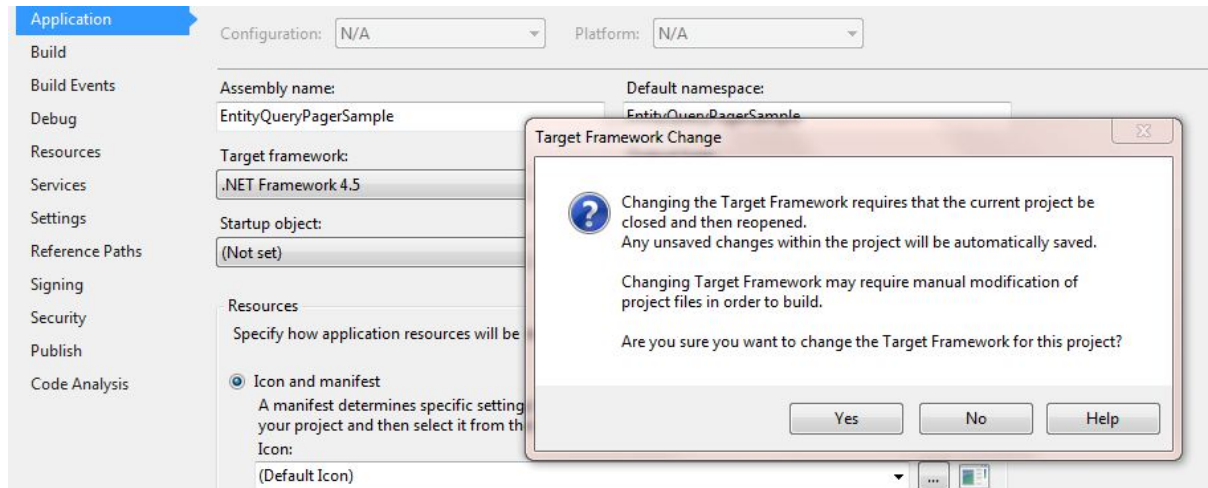 Application
Build
Build Events
Debug
Resources
Services
Settings
Reference Paths
Signing
Security
Publish
Code Analysis
Configuration: N/A Platform: N/A
Assembly name: Default namespace:
EntityQueryPagerSample EntityQueryPagerSample
Target framework:
.NET Framework 4.5
Startup object:
(Not set)
Resources
Specify how application resources will be
Icon and manifest
A manifest determines specific setting
your project and then select it from th
Icon:
(Default Icon)
...
Target Framework Change
Changing the Target Framework requires that the current project be
closed and then reopened.
Any unsaved changes within the project will be automatically saved.
Changing Target Framework may require manual modification of
project files in order to build.
Are you sure you want to change the Target Framework for this project?
Yes No Help